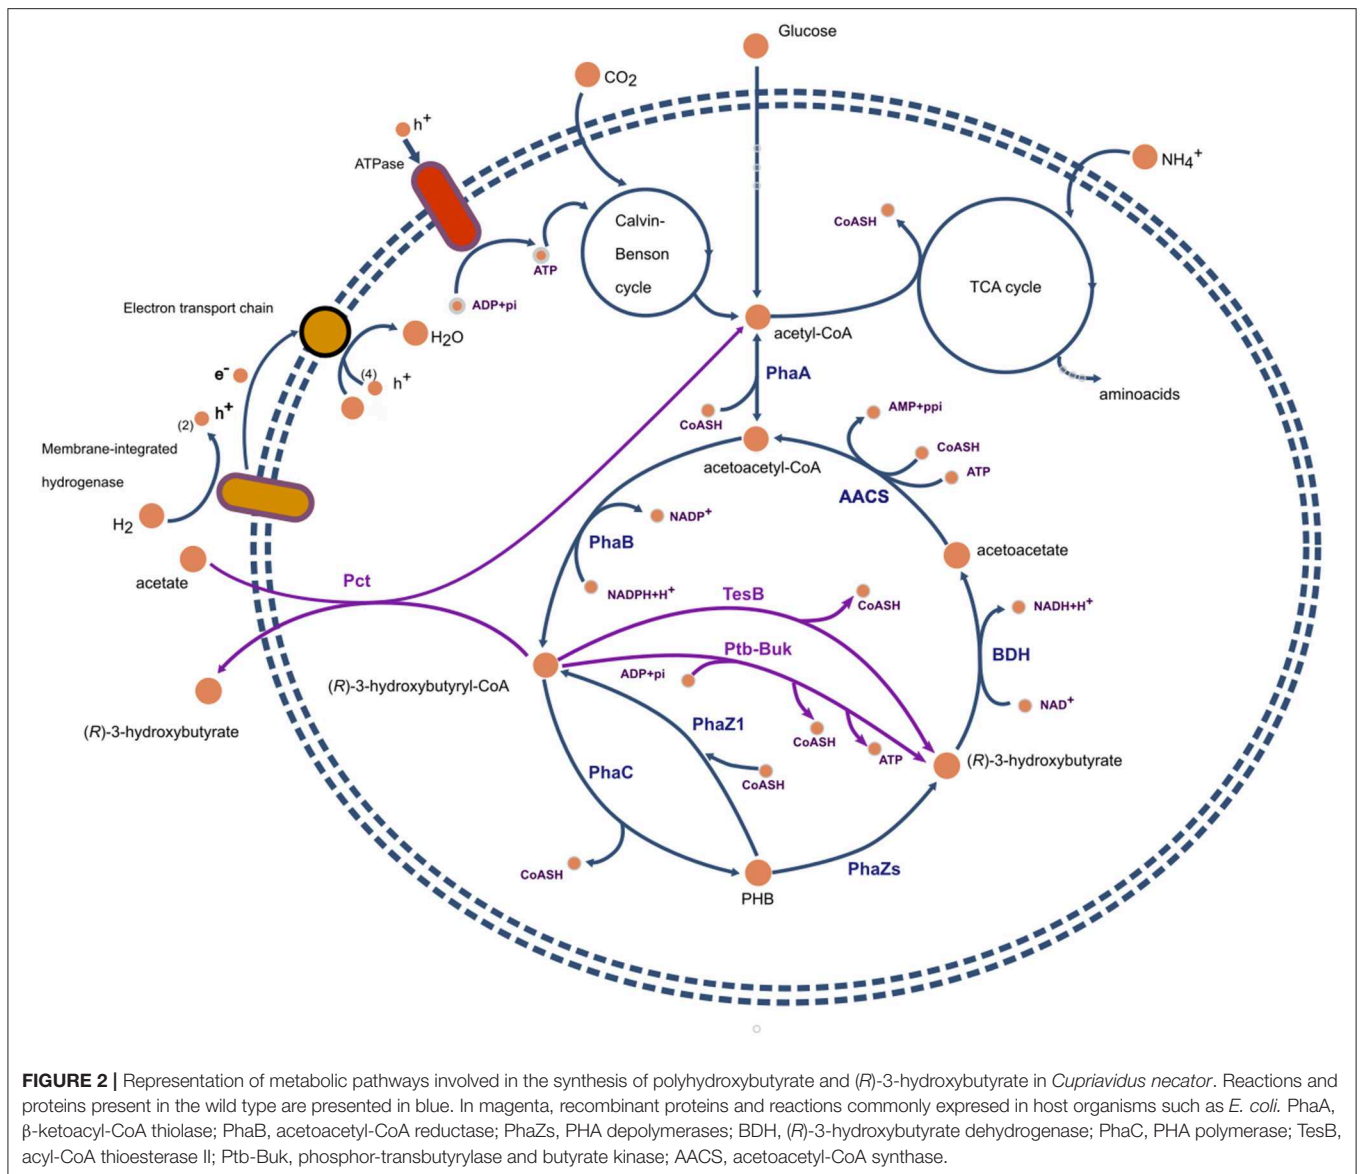 Glucose
CO2
h+
ATPase
NH4+
Calvin-
Benson
cycle
CoASH
ATP
TCA cycle
ADP+pi
Electron transport chain
H2O
acetyl-CoA
e-
(4)
h+
PhaA
aminoacids
(2)
h+
CoASH
AMP+ppi
Membrane-integrated
hydrogenase
acetoacetyl-CoA
CoASH
ATP
AACS
H2
NADP+
PhaB
acetoacetate
acetate
Pct
NADPH+H+
TesB
CoASH
NADH+H+
Ptb-Buk
BDH
ADP+pi
(R)-3-hydroxybutyryl-CoA
NAD+
PhaZ1
(R)-3-hydroxybutyrate
CoASH
ATP
(R)-3-hydroxybutyrate
PhaC
CoASH
CoASH
PhaZs
PHB
FIGURE 2 | Representation of metabolic pathways involved in the synthesis of polyhydroxybutyrate and (R)-3-hydroxybutyrate in Cupriavidus necator. Reactions and
proteins present in the wild type are presented in blue. In magenta, recombinant proteins and reactions commonly expresed in host organisms such as E. coli. PhaA,
β-ketoacyl-CoA thiolase; PhaB, acetoacetyl-CoA reductase; PhaZs, PHA depolymerases; BDH, (R)-3-hydroxybutyrate dehydrogenase; PhaC, PHA polymerase; TesB,
acyl-CoA thioesterase II; Ptb-Buk, phosphor-transbutyrylase and butyrate kinase; AACS, acetoacetyl-CoA synthase.